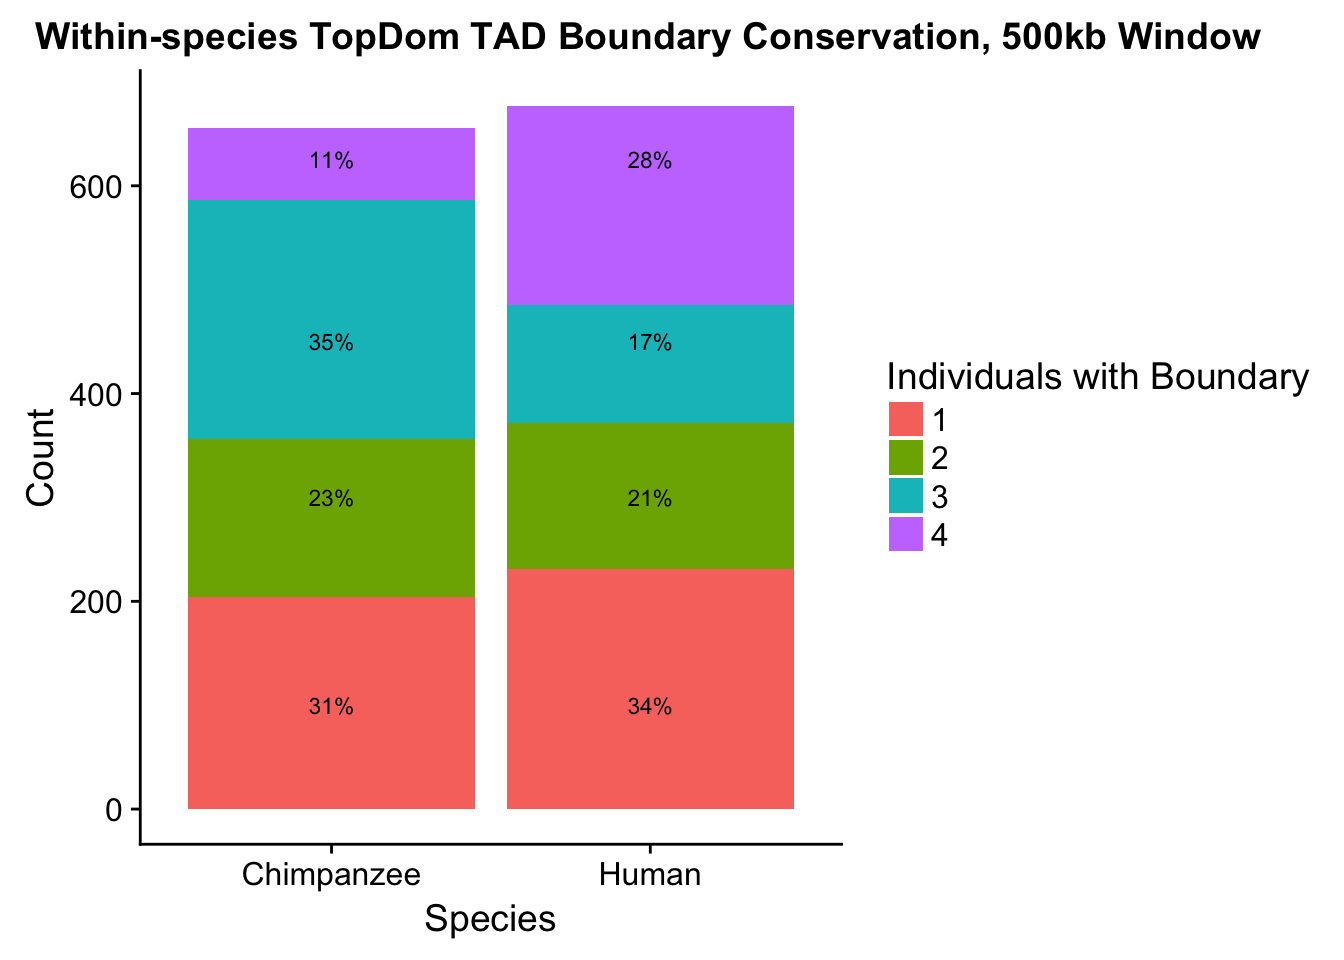 Within-species TopDom TAD Boundary Conservation, 500kb Window
Count
600
400
200
0
11%
35%
23%
31%
28%
17%
21%
34%
Chimpanzee
Human
Species
Individuals with Boundary
1
2
3
4